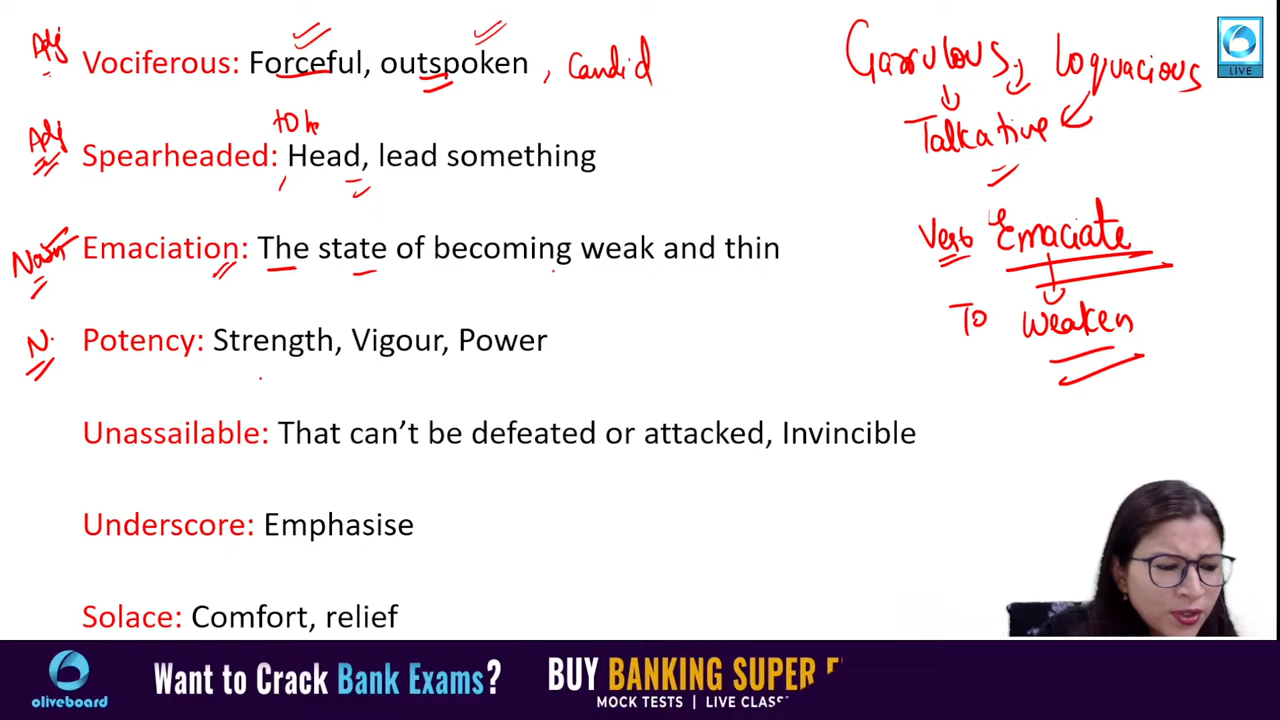 Adj Vociferous: Forceful, outspoken , Candid
Garrulous, Loquacious
LIVE
Talkative
to he
Adj Spearheaded: Head, lead something
Noun Emaciation: The state of becoming weak and thin
Verb Emaciate
To weaken
N. Potency: Strength, Vigour, Power
Unassailable: That can’t be defeated or attacked, Invincible
Underscore: Emphasise
Solace: Comfort, relief
oliveboard
Want to Crack Bank Exams?
BUY BANKING SUPER
MOCK TESTS | LIVE CLASS